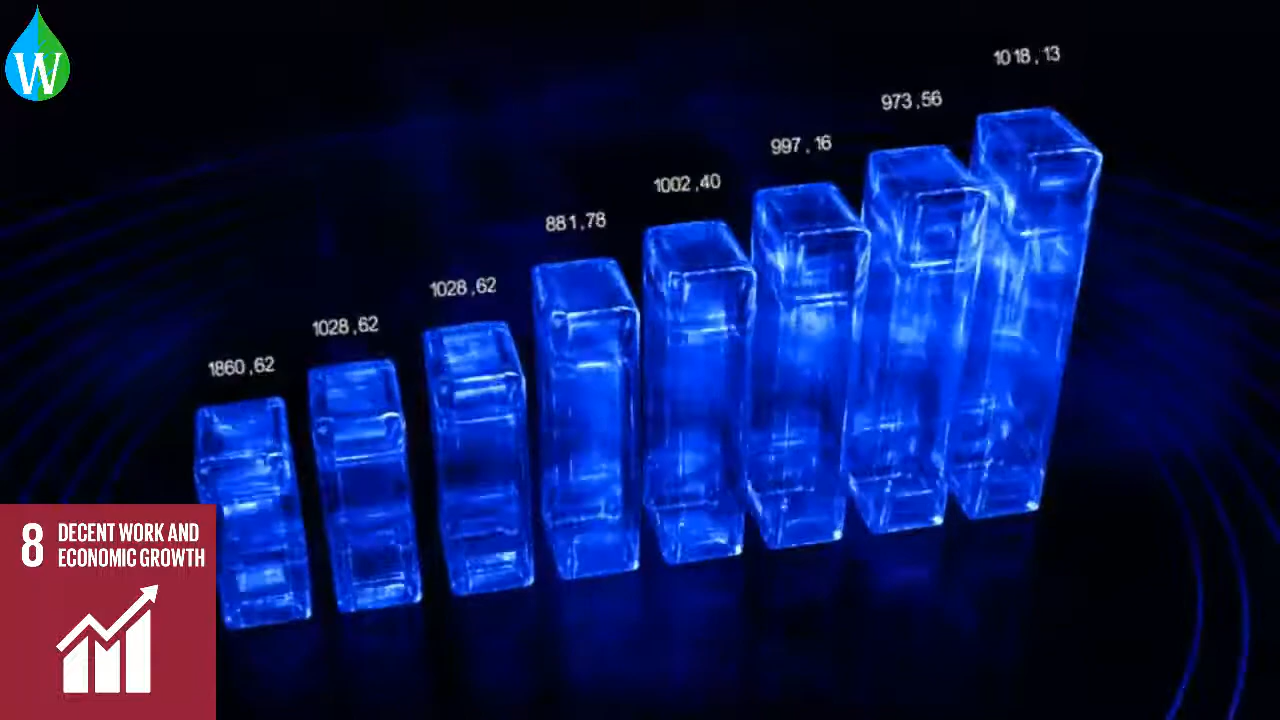 W
1018,13
973,56
997,16
1002,40
881,78
1028,62
1028,62
1860,62
8 DECENT WORK AND
ECONOMIC GROWTH